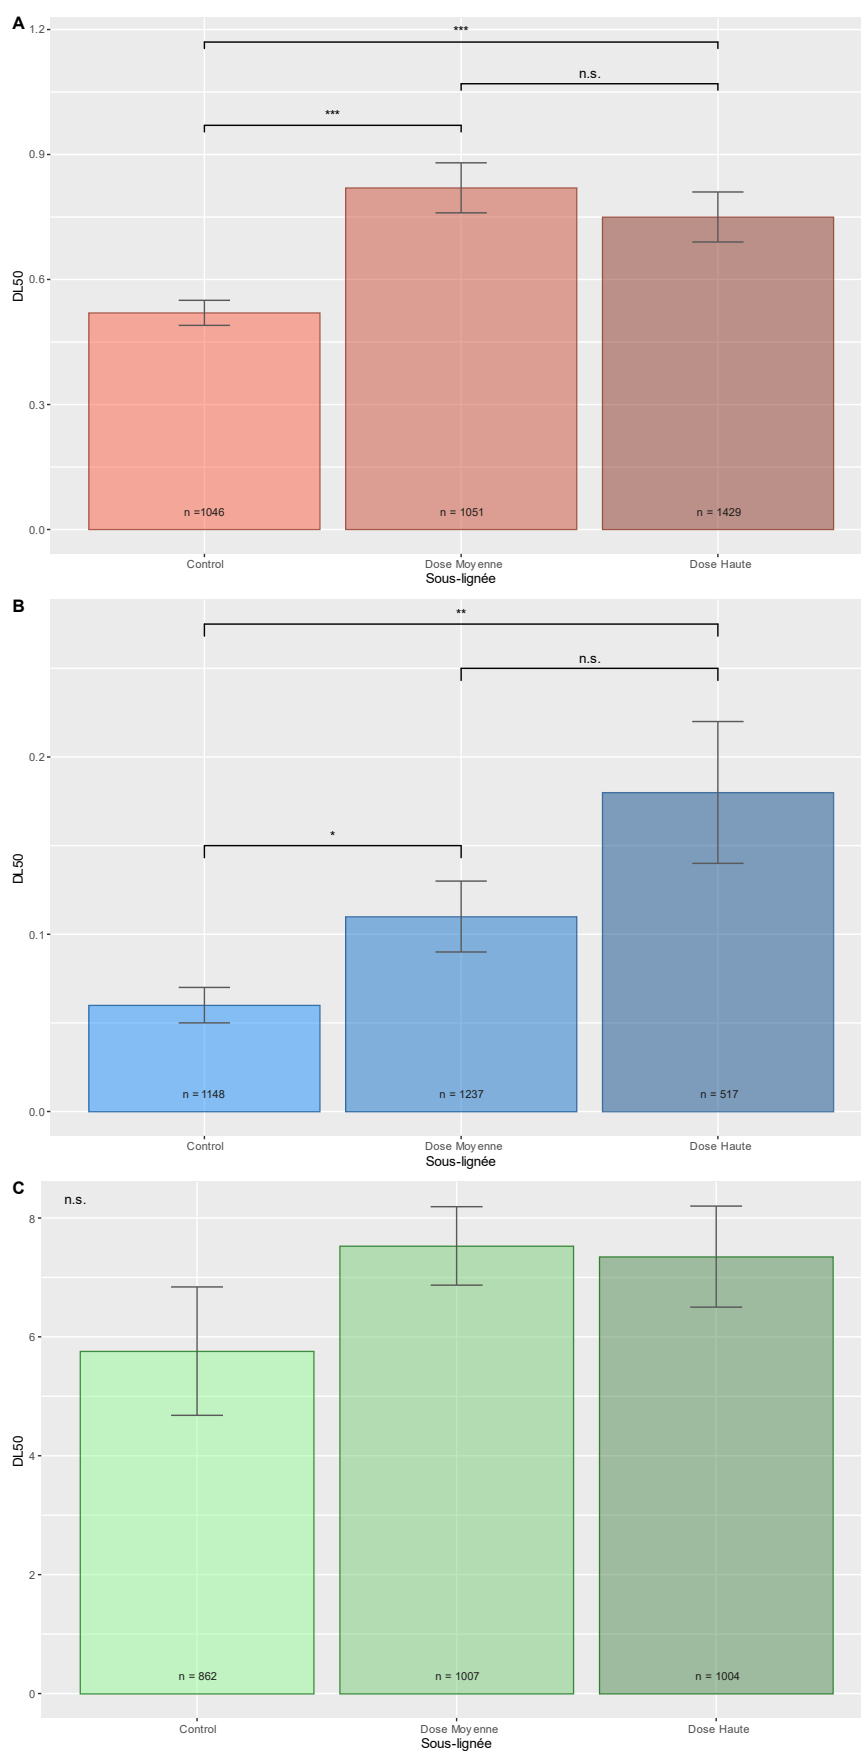 A
1.2
***
n.s.
***
0.9
0.6
DL50
0.3
n =1046
n = 1051
n = 1429
0.0
Control
Dose Moyenne
Dose Haute
Sous-lignée
B
**
n.s.
0.2
*
DL50
0.1
n = 1148
n = 1237
n = 517
0.0
Control
Dose Moyenne
Dose Haute
Sous-lignée
C
n.s.
8
6
DL50
4
2
n = 862
n = 1007
n = 1004
0
Control
Dose Moyenne
Dose Haute
Sous-lignée